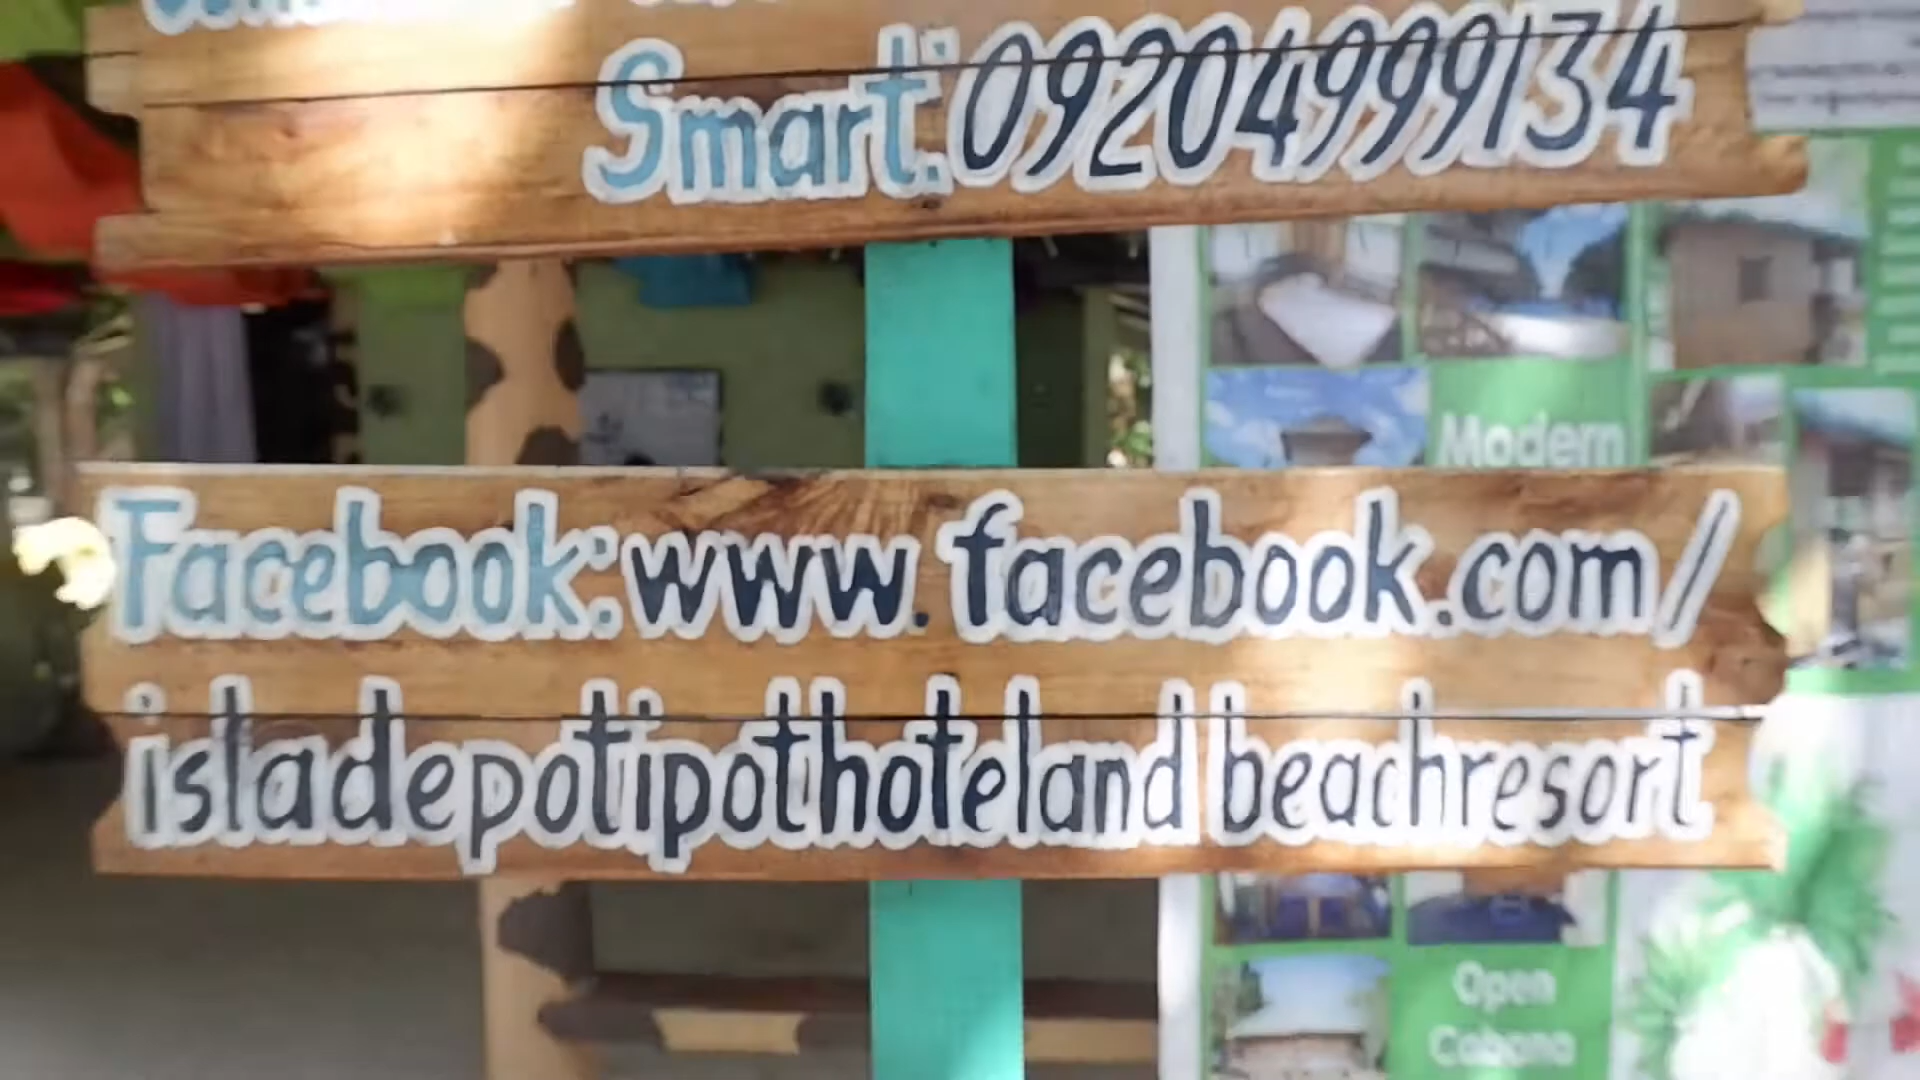 Smart: 09204999134
Modern
Facebook: www.facebook.com/
isladepotipothotelandbeachresort
Open
Cabana